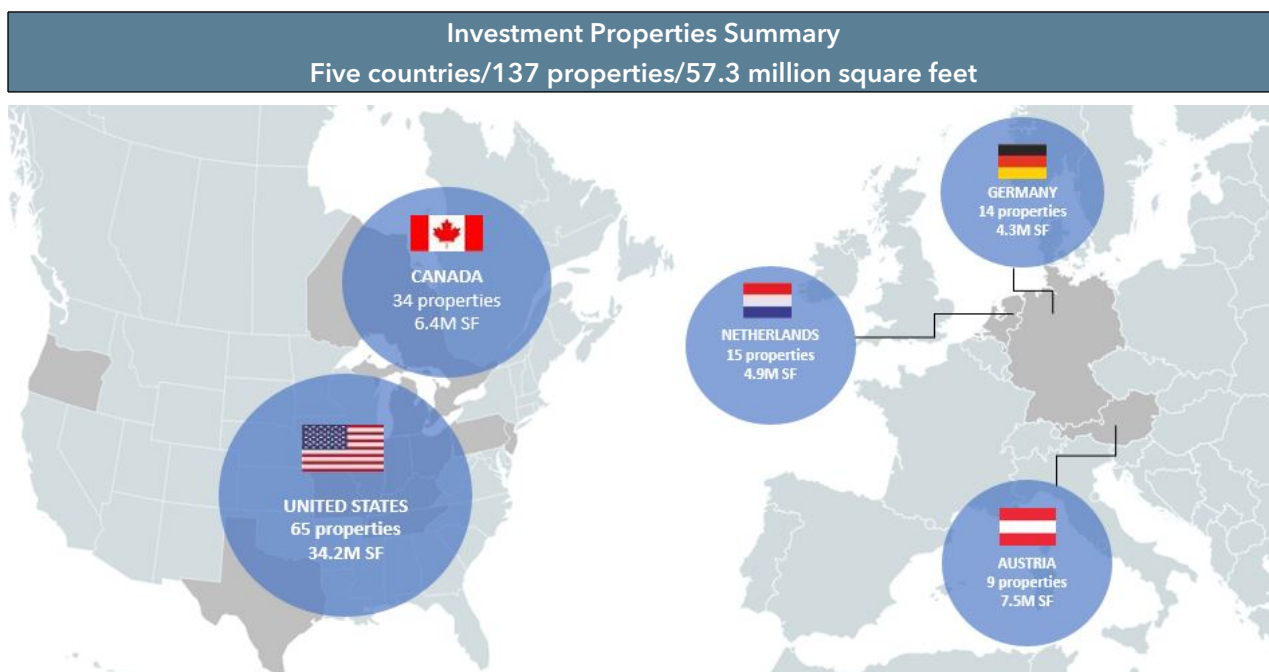 Investment Properties Summary
Five countries/137 properties/57.3 million square feet
CANADA
34 properties
6.4M SF
UNITED STATES
65 properties
34.2M SF
GERMANY
14 properties
4.3M SF
NETHERLANDS
15 properties
4.9M SF
AUSTRIA
9 properties
7.5M SF